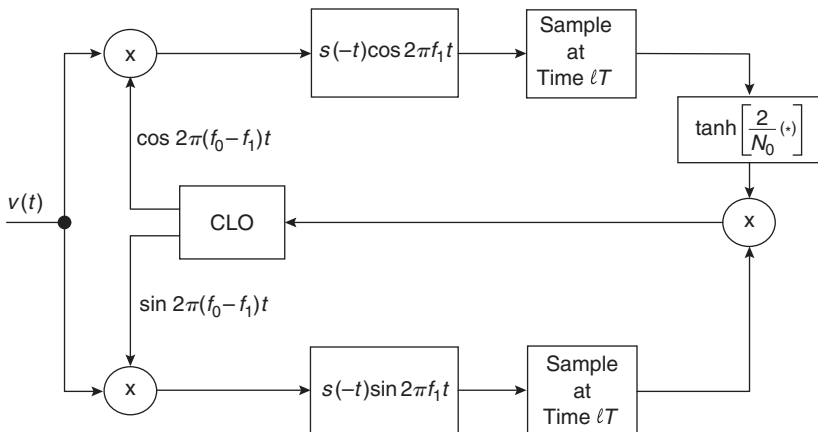 s(−t)cos 2πf₁t
Sample
at
Time ℓT
x
tanh[2/N₀ (*)]
cos 2π(f₀−f₁)t
v(t)
CLO
x
sin 2π(f₀−f₁)t
x
s(−t)sin 2πf₁t
Sample
at
Time ℓT